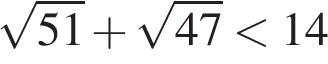 √51 + √47 < 14